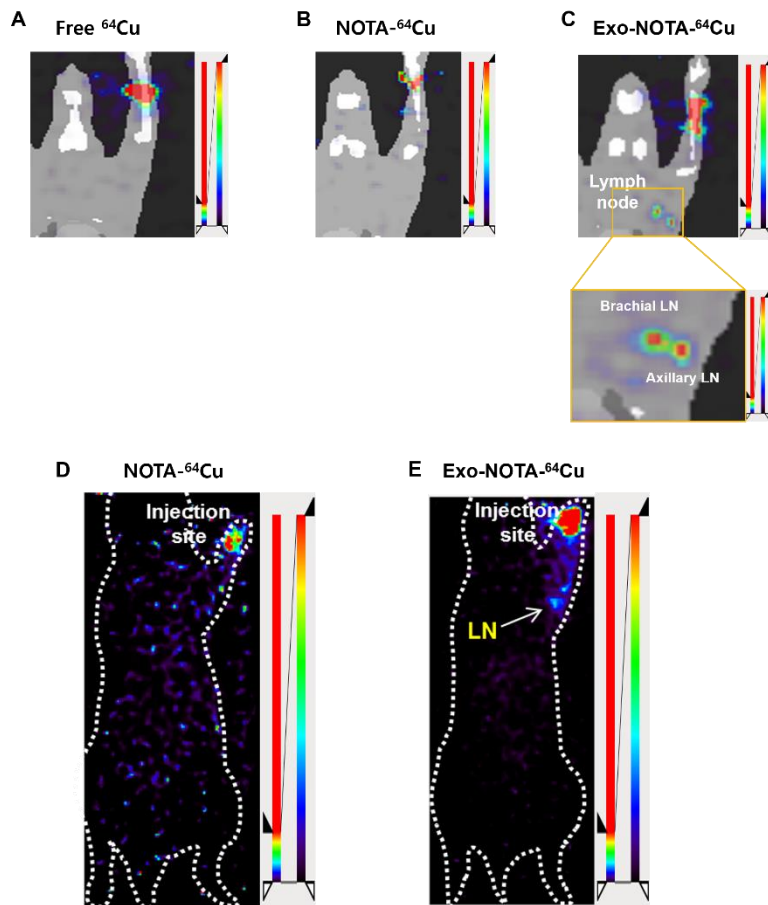 A
Free ⁶⁴Cu
B
NOTA-⁶⁴Cu
C
Exo-NOTA-⁶⁴Cu
Lymph
node
Brachial LN
Axillary LN
D
NOTA-⁶⁴Cu
Injection
site
E
Exo-NOTA-⁶⁴Cu
Injection
site
LN